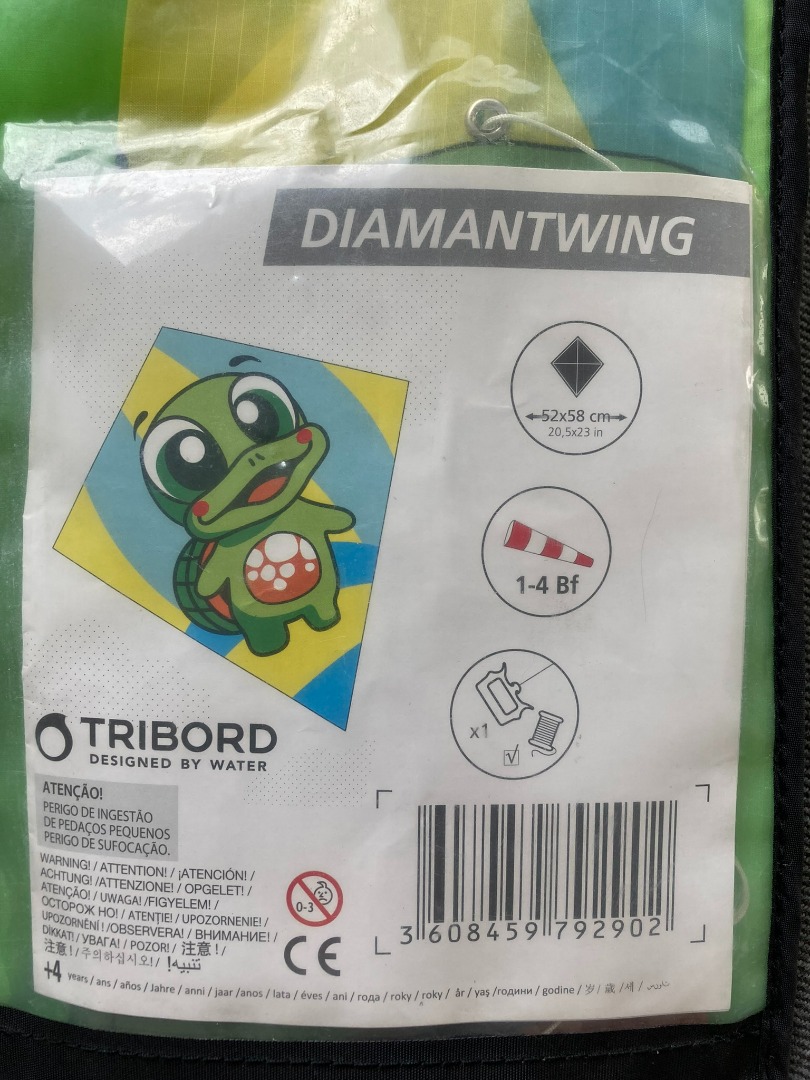 DIAMANTWING
52x58 cm
20,5x23 in
1-4 Bf
x1
TRIBORD
DESIGNED BY WATER
ATENÇÃO!
PERIGO DE INGESTÃO
DE PEDAÇOS PEQUENOS
PERIGO DE SUFOCAÇÃO.
WARNING! / ATTENTION! / ¡ATENCIÓN! /
ACHTUNG! /ATTENZIONE! / OPGELET! /
ATENÇÃO! / UWAGA! /FIGYELEM! /
ОСТОРОЖ НО! / ATENŢIE! / UPOZORNENIE! /
UPOZORNĚNÍ! /OBSERVERA! / ВНИМАНИЕ! /
DİKKAT! / УВАГА! / POZOR! / 注意！/
注意！/ 주의하십시오! / تنبيه! /
0-3
CE
3 608459 792902
+4 years / ans / años / Jahre / anni / jaar /anos / lata / éves / ani / года / roky / roky / år / yaş /години / godine / 岁 / 歲 /세 /